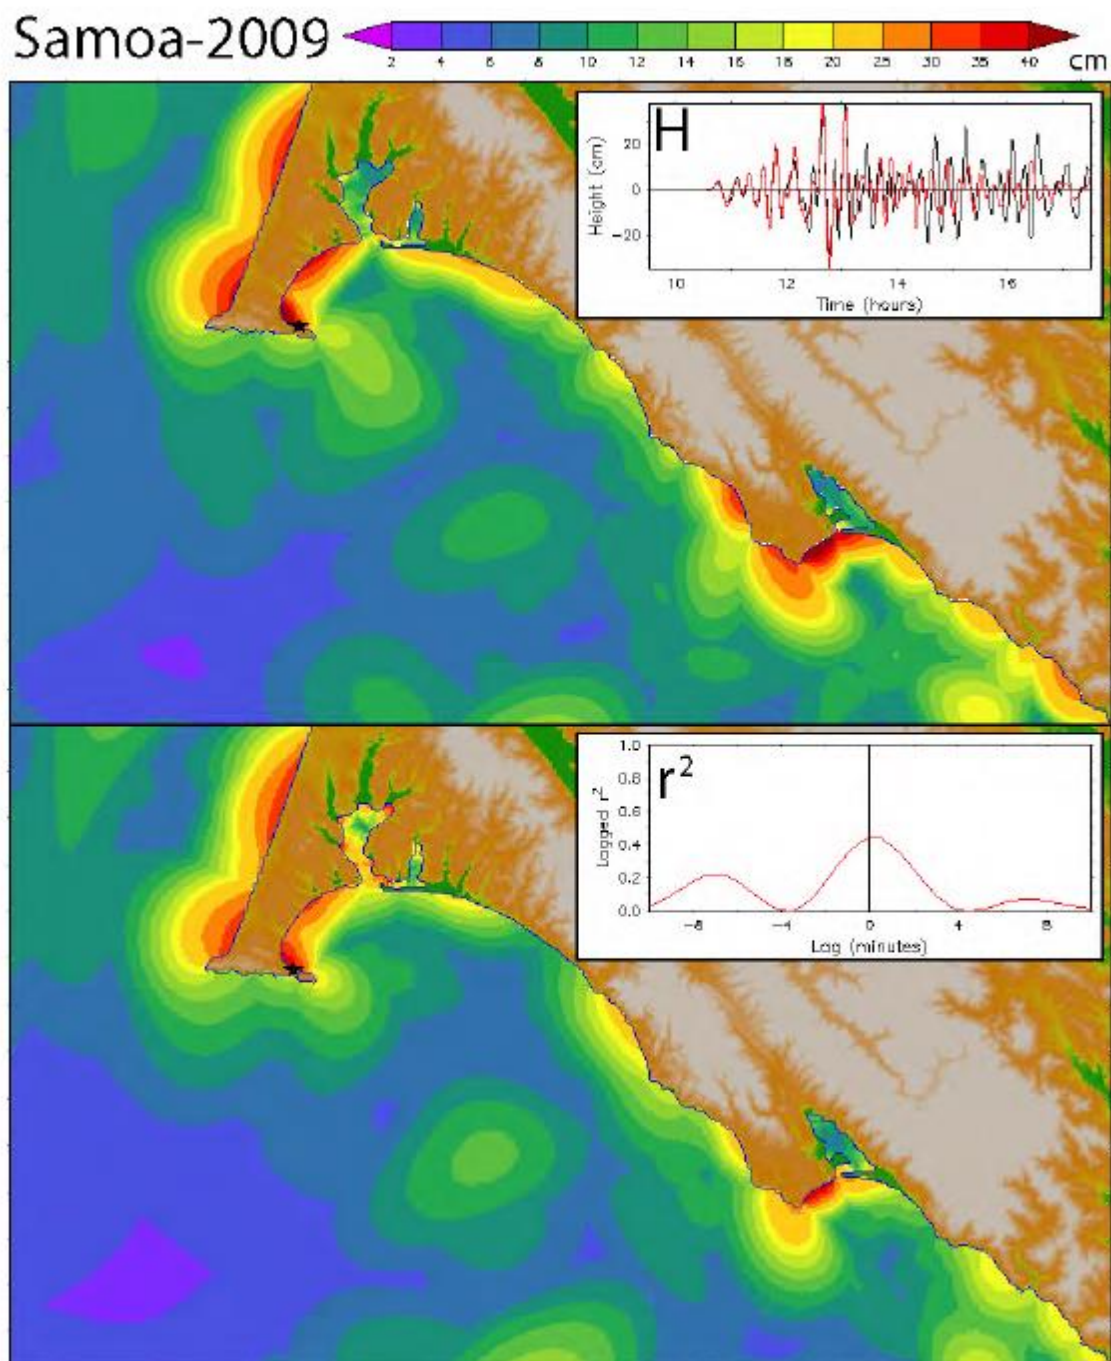 Samoa-2009
2 4 6 8 10 12 14 16 18 20 25 30 35 40 cm
H
Height (cm)
20
0
-20
10 12 14 16
Time (hours)
r²
Lagged r²
1.0
0.8
0.6
0.4
0.2
0.0
-8 -4 0 4 8
Lag (minutes)